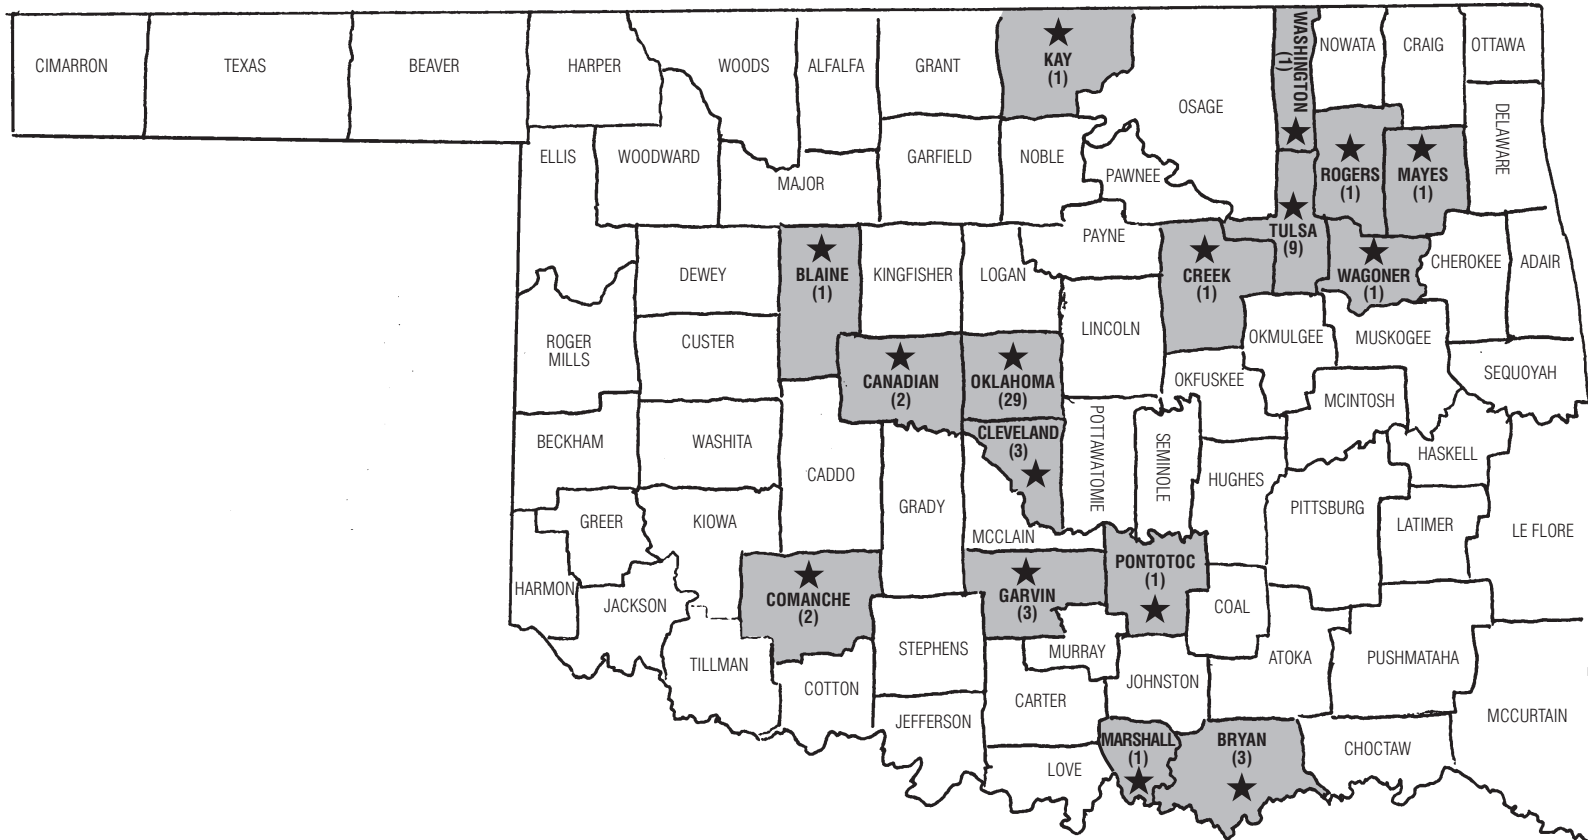 CIMARRON
TEXAS
BEAVER
HARPER
WOODS
ALFALFA
GRANT
KAY
(1)
OSAGE
WASHINGTON
(1)
NOWATA
CRAIG
OTTAWA
ELLIS
WOODWARD
MAJOR
GARFIELD
NOBLE
PAWNEE
ROGERS
(1)
MAYES
(1)
DELAWARE
DEWEY
BLAINE
(1)
KINGFISHER
LOGAN
PAYNE
CREEK
(1)
TULSA
(9)
WAGONER
(1)
CHEROKEE
ADAIR
ROGER
MILLS
CUSTER
CANADIAN
(2)
OKLAHOMA
(29)
LINCOLN
OKFUSKEE
OKMULGEE
MUSKOGEE
MCINTOSH
SEQUOYAH
BECKHAM
WASHITA
CADDO
CLEVELAND
(3)
POTTAWATOMIE
SEMINOLE
HUGHES
PITTSBURG
HASKELL
LATIMER
LE FLORE
GREER
KIOWA
GRADY
MCCLAIN
HARMON
JACKSON
COMANCHE
(2)
GARVIN
(3)
PONTOTOC
(1)
COAL
TILLMAN
COTTON
STEPHENS
MURRAY
JOHNSTON
ATOKA
PUSHMATAHA
JEFFERSON
CARTER
LOVE
MARSHALL
(1)
BRYAN
(3)
CHOCTAW
MCCURTAIN